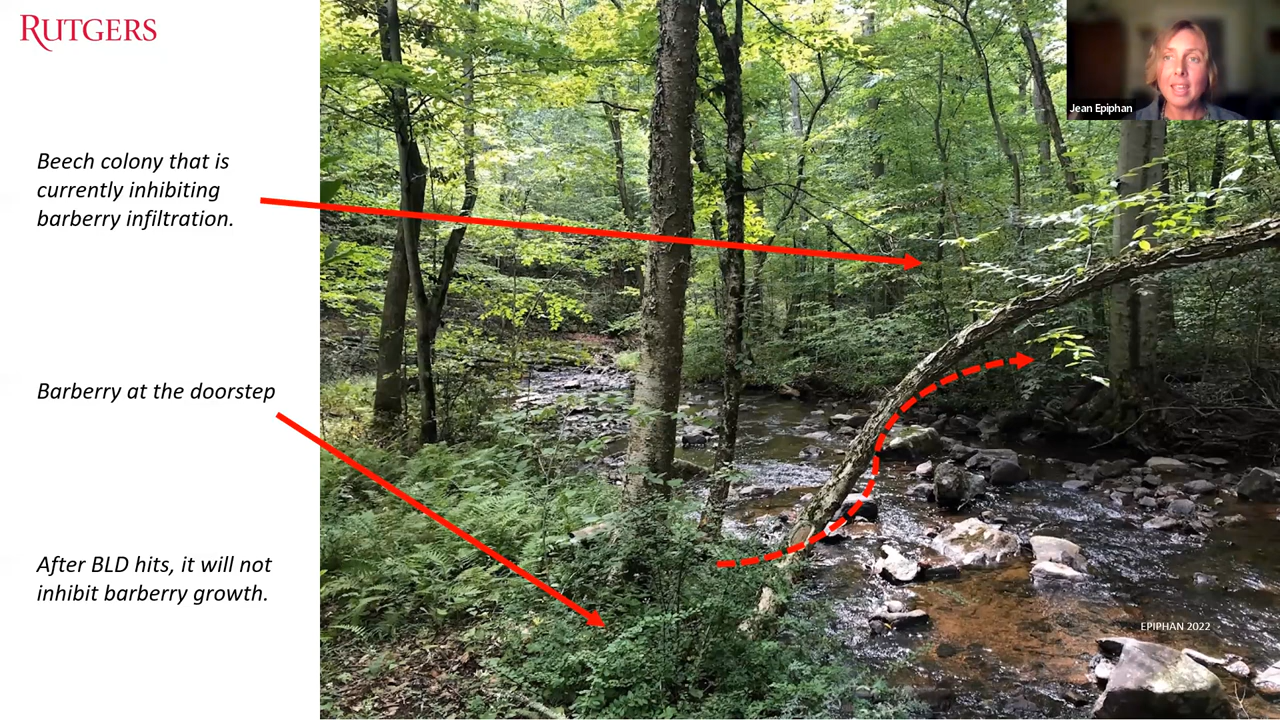 RUTGERS
Jean Epiphan
Beech colony that is
currently inhibiting
barberry infiltration.
Barberry at the doorstep
After BLD hits, it will not
inhibit barberry growth.
EPIPHAN 2022